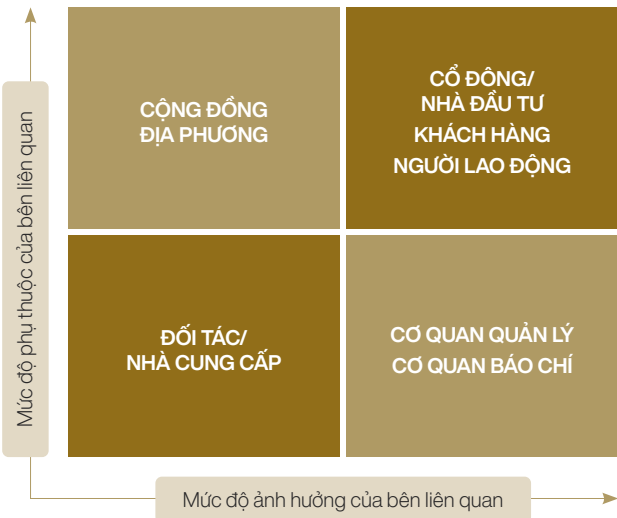 Mức độ phụ thuộc của bên liên quan
CỘNG ĐỒNG
ĐỊA PHƯƠNG
CỔ ĐÔNG/
NHÀ ĐẦU TƯ
KHÁCH HÀNG
NGƯỜI LAO ĐỘNG
ĐỐI TÁC/
NHÀ CUNG CẤP
CƠ QUAN QUẢN LÝ
CƠ QUAN BÁO CHÍ
Mức độ ảnh hưởng của bên liên quan